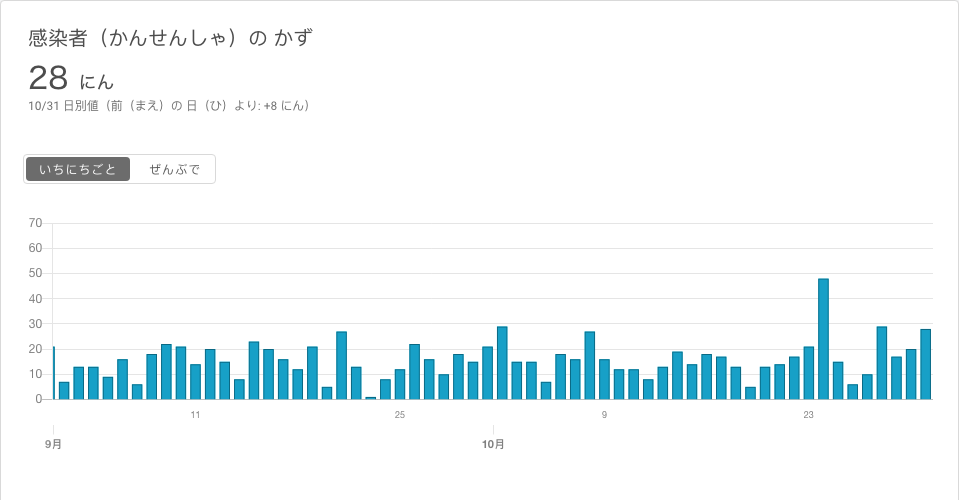 感染者（かんせんしゃ）の かず
28 にん
10/31 日別値（前（まえ）の 日（ひ）より: +8 にん）
いちにちごと ぜんぶで
70
60
50
40
30
20
10
0
11 25 9 23
9月 10月